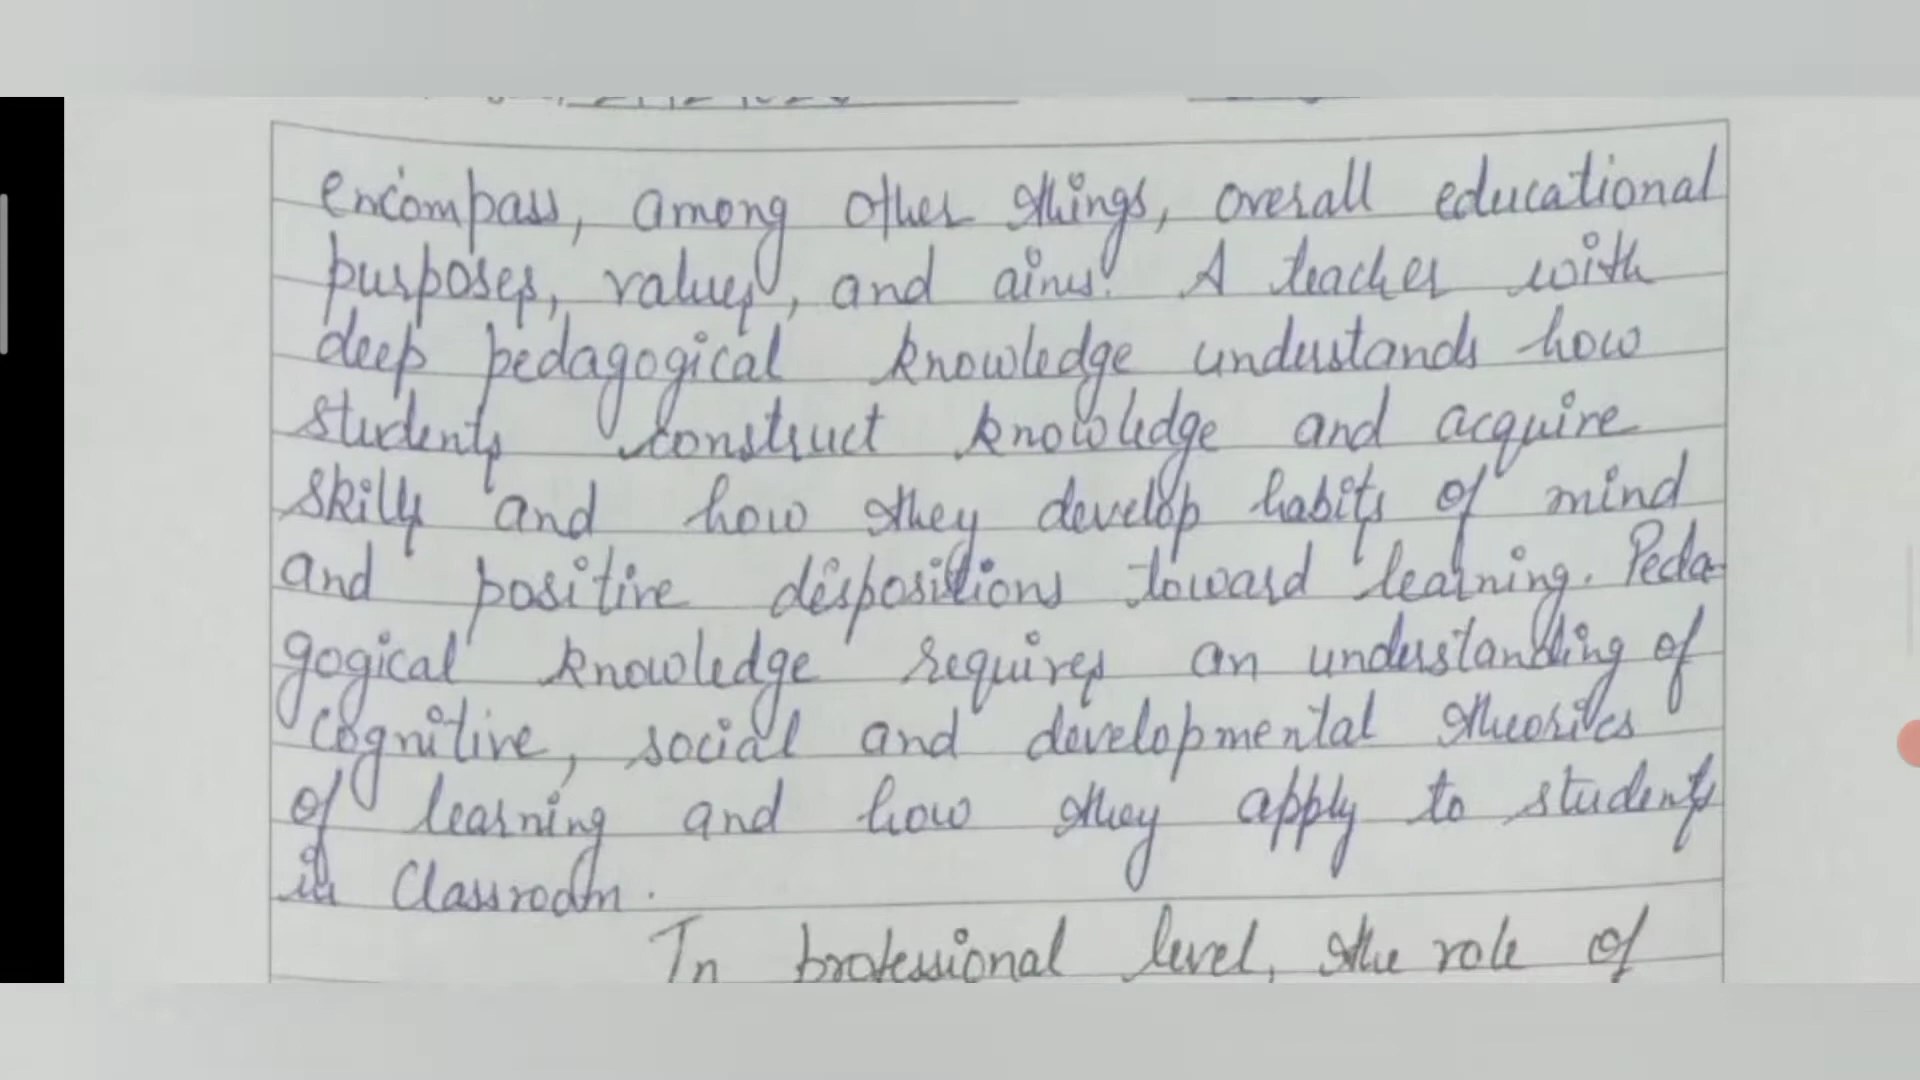 encompass, among other things, overall educational
purposes, values, and aims. A teacher with
deep pedagogical knowledge understands how
students construct knowledge and acquire
skills and how they develop habits of mind
and positive dispositions toward learning. Peda-
gogical knowledge requires an understanding of
cognitive, social and developmental theories
of learning and how they apply to students
in Classroom.
In professional level, the role of